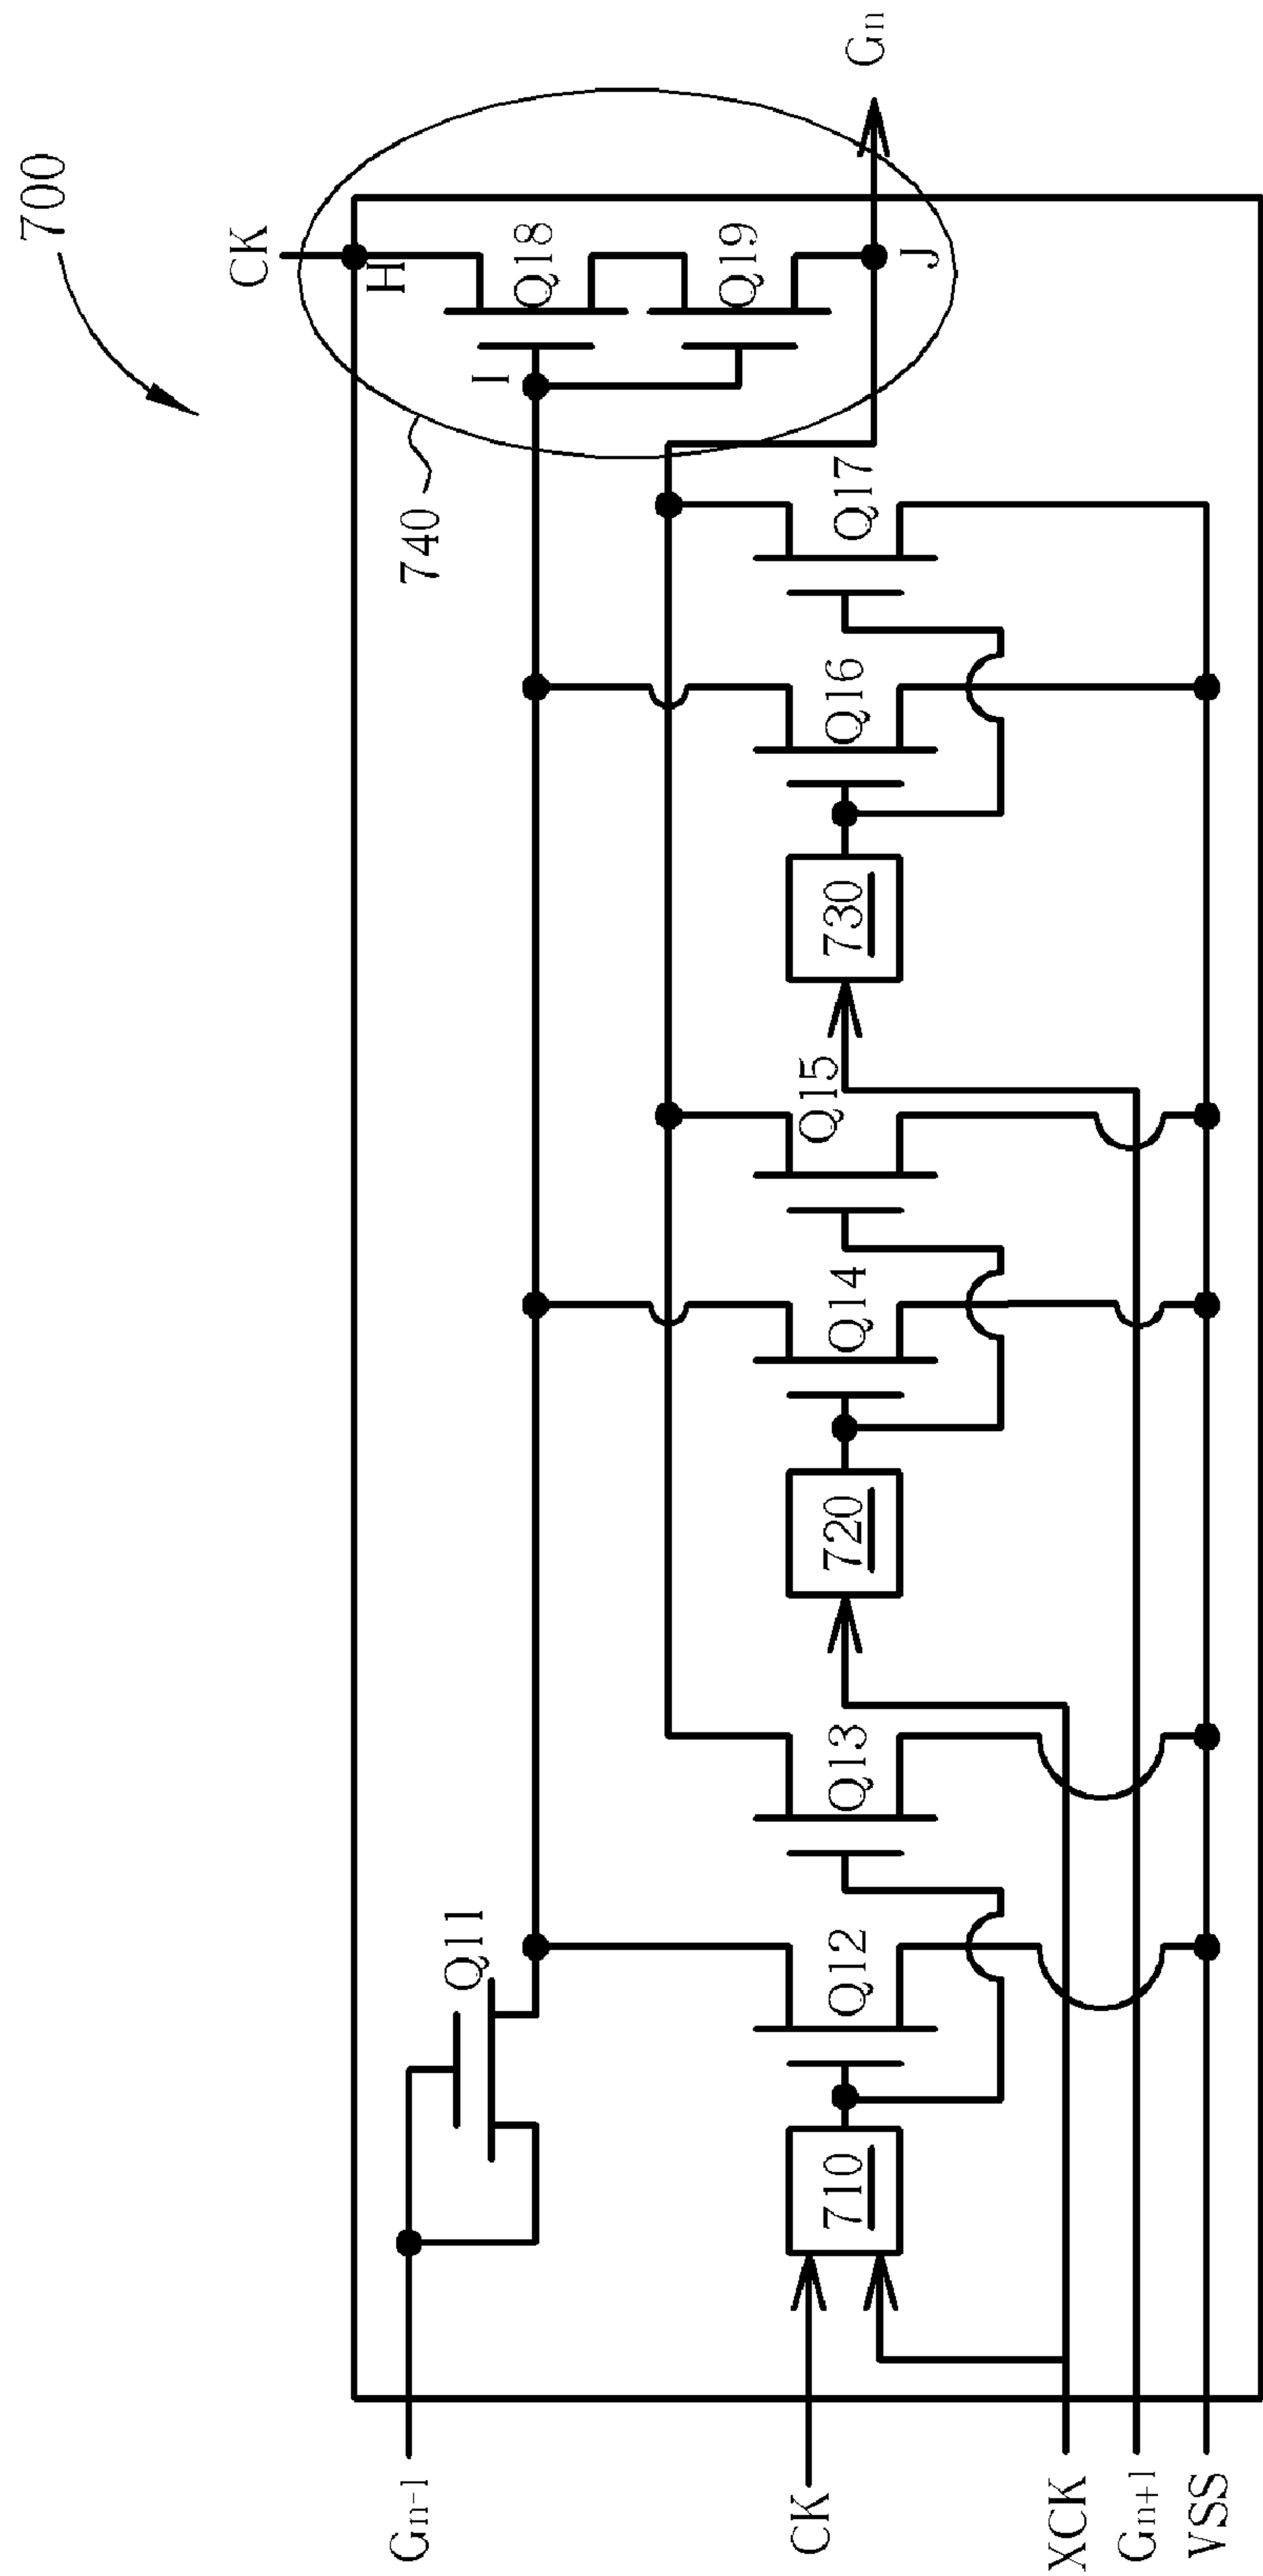 700
CK
H
Gn
Q18
Q19
I
J
740
Gn-1
Q11
Q12
Q13
Q14
Q15
Q16
Q17
710
720
730
CK
XCK
Gn+1
VSS